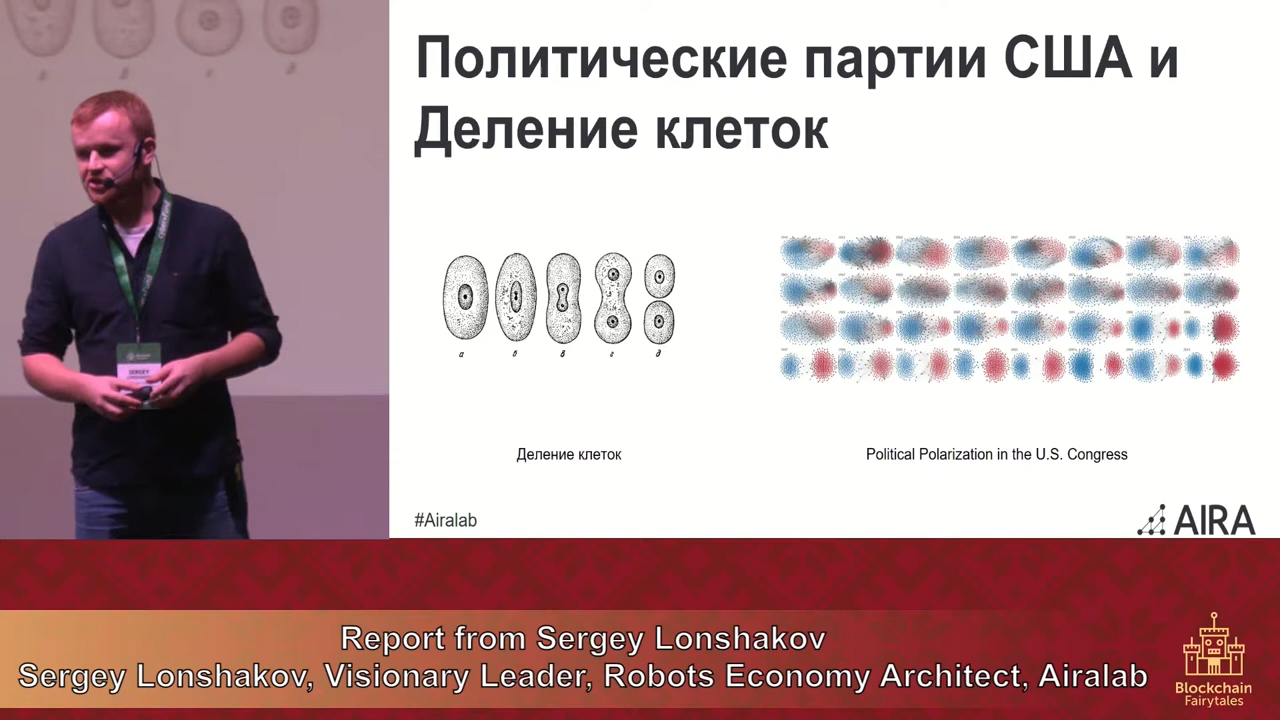 Политические партии США и
Деление клеток
а
б
в
г
д
Деление клеток
Political Polarization in the U.S. Congress
#Airalab
AIRA
SERGEY
Report from Sergey Lonshakov
Sergey Lonshakov, Visionary Leader, Robots Economy Architect, Airalab
Blockchain
Fairytales